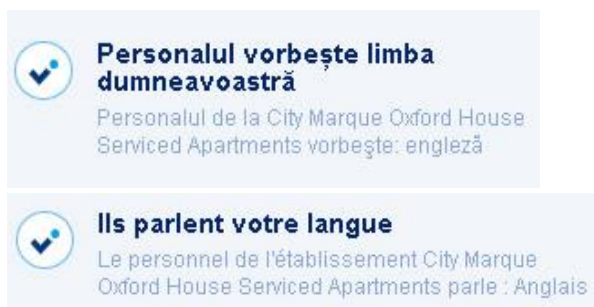 Personalul vorbește limba
dumneavoastră
Personalul de la City Marque Oxford House
Serviced Apartments vorbeşte: engleză
Ils parlent votre langue
Le personnel de l'établissement City Marque
Oxford House Serviced Apartments parle : Anglais